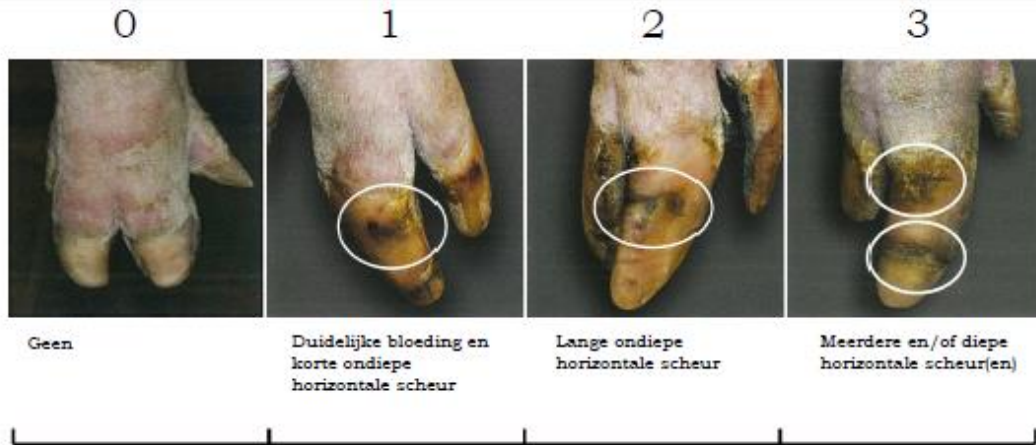 0 1 2 3
Geen
Duidelijke bloeding en
korte ondiepe
horizontale scheur
Lange ondiepe
horizontale scheur
Meerdere en/of diepe
horizontale scheur(en)